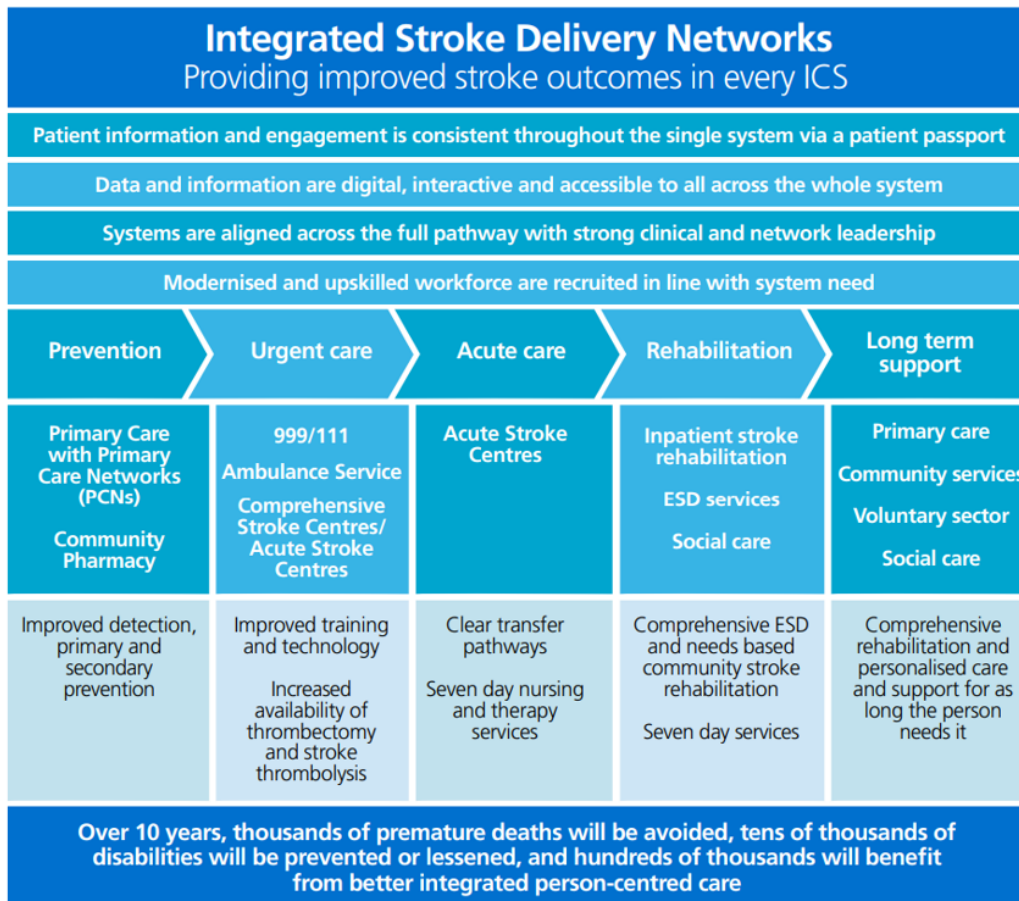 Integrated Stroke Delivery Networks
Providing improved stroke outcomes in every ICS
Patient information and engagement is consistent throughout the single system via a patient passport
Data and information are digital, interactive and accessible to all across the whole system
Systems are aligned across the full pathway with strong clinical and network leadership
Modernised and upskilled workforce are recruited in line with system need
Prevention
Urgent care
Acute care
Rehabilitation
Long term
support
Primary Care
with Primary
Care Networks
(PCNs)
Community
Pharmacy
999/111
Ambulance Service
Comprehensive
Stroke Centres/
Acute Stroke
Centres
Acute Stroke
Centres
Inpatient stroke
rehabilitation
ESD services
Social care
Primary care
Community services
Voluntary sector
Social care
Improved detection,
primary and
secondary
prevention
Improved training
and technology
Increased
availability of
thrombectomy
and stroke
thrombolysis
Clear transfer
pathways
Seven day nursing
and therapy
services
Comprehensive ESD
and needs based
community stroke
rehabilitation
Seven day services
Comprehensive
rehabilitation and
personalised care
and support for as
long the person
needs it
Over 10 years, thousands of premature deaths will be avoided, tens of thousands of
disabilities will be prevented or lessened, and hundreds of thousands will benefit
from better integrated person-centred care